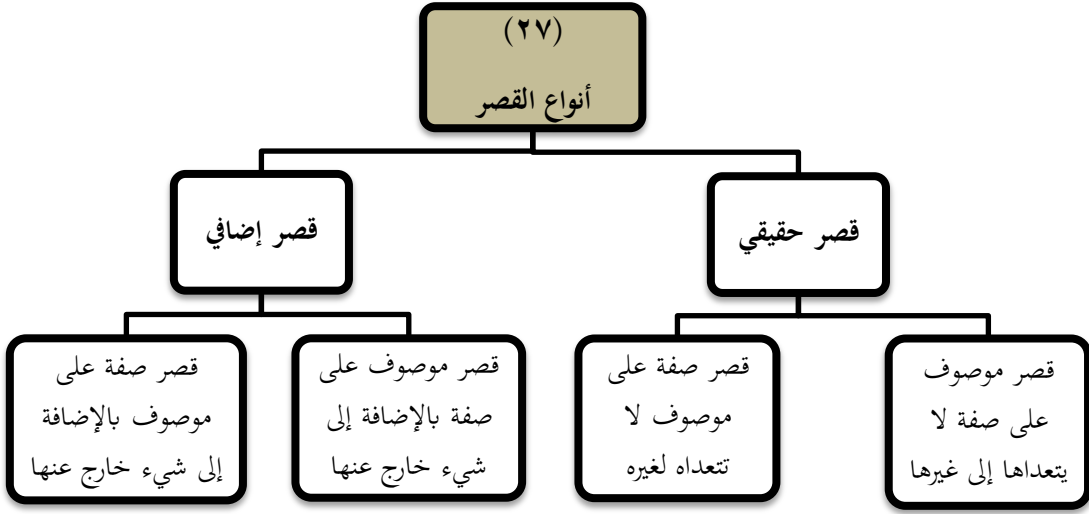 (٢٧)
أنواع القصر
قصر حقيقي
قصر إضافي
قصر موصوف
على صفة لا
يتعداها إلى غيرها
قصر صفة على
موصوف لا
تتعداه لغيره
قصر موصوف على
صفة بالإضافة إلى
شيء خارج عنها
قصر صفة على
موصوف بالإضافة
إلى شيء خارج عنها